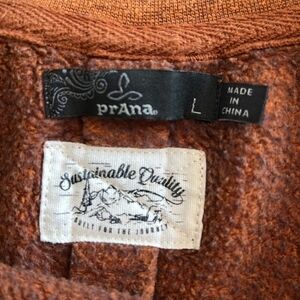 prAna
L
MADE
IN
CHINA
Sustainable Quality
BUILT FOR THE JOURNEY